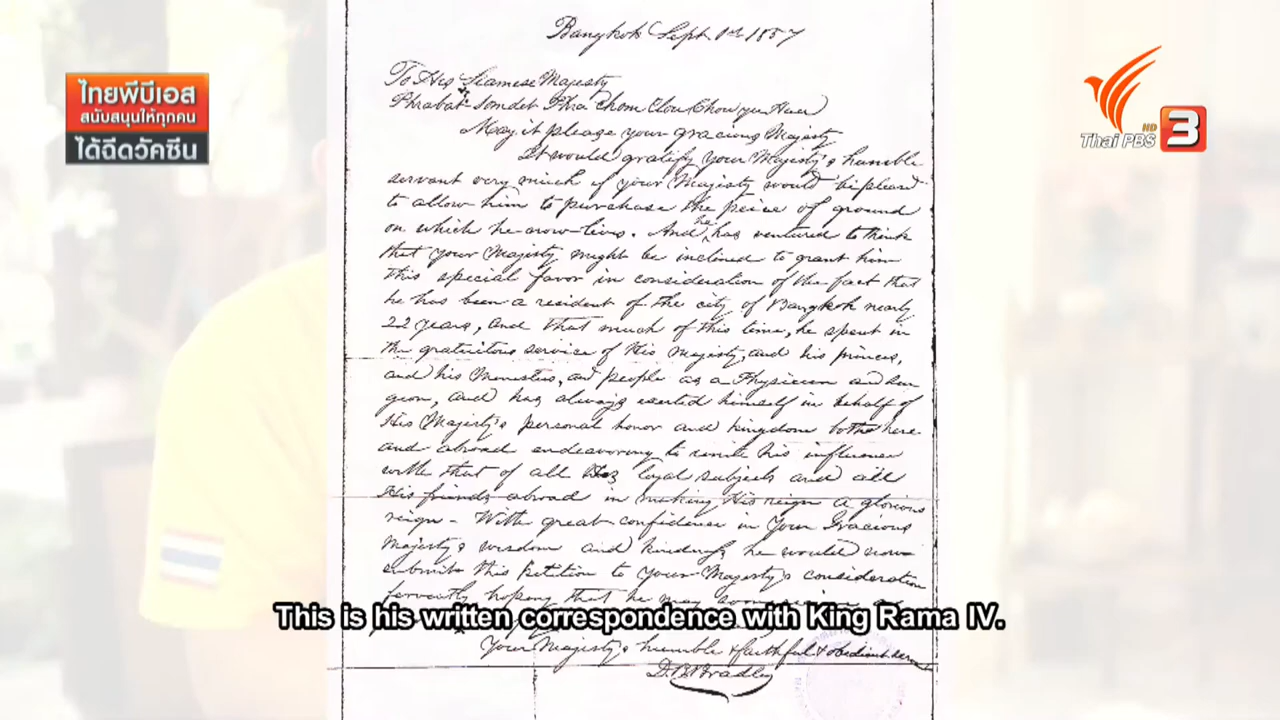 ไทยพีบีเอส
สนับสนุนให้ทุกคน
ได้ฉีดวัคซีน
Thai PBS HD 3
Bangkok Sept. 1st 1857
To His Siamese Majesty
Phrabat Somdet Phra Chom Clou Chow yu Hua
May it please your gracious Majesty
It would gratify your Majesty's humble
servant very much if your Majesty would be pleased
to allow him to purchase the peice of ground
on which he now lives. And he has ventured to think
that your Majesty might be inclined to grant him
this special favor in consideration of the fact that
he has been a resident of the city of Bangkok nearly
22 years, and that much of this time, he spent in
the gratuitous service of His Majesty, and his princes,
and his Ministers, and people as a Physician and Sur
geon, and has always exerted himself in behalf of
His Majesty's personal honor and kingdom both here
and abroad endeavoring to unite his influence
with that of all His loyal subjects and all
His friends abroad in making His reign a glorious
reign - With great confidence in Your Gracious
Majesty's wisdom and kindness, he would now
submit this petition to Your Majesty's consideration
fervently hoping that he may
This is his written correspondence with King Rama IV.
Your Majesty's humble & faithful & obedient servant
D. B. Bradley